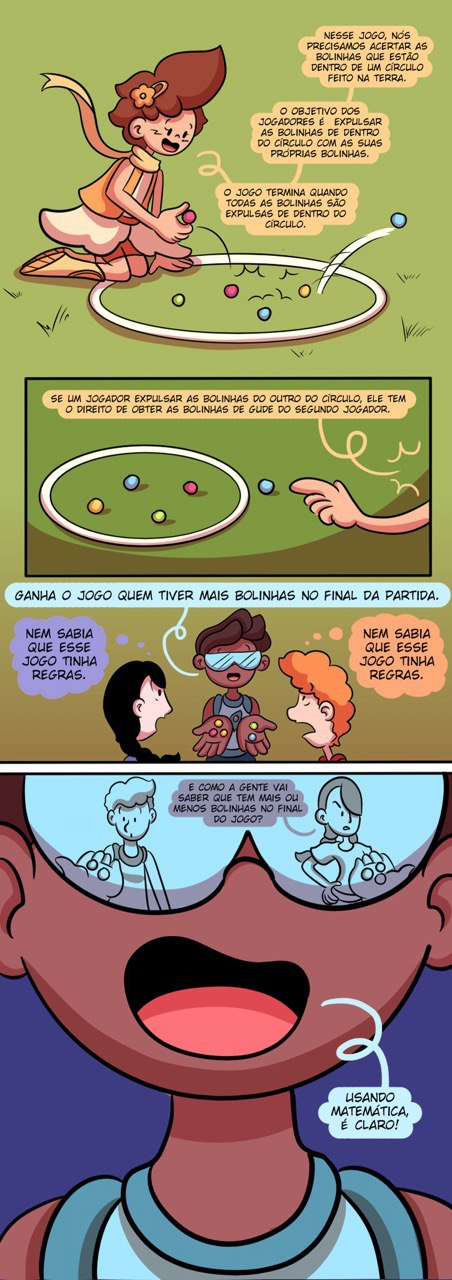 NESSE JOGO, NÓS
PRECISAMOS ACERTAR AS
BOLINHAS QUE ESTÃO
DENTRO DE UM CÍRCULO
FEITO NA TERRA.
O OBJETIVO DOS
JOGADORES É EXPULSAR
AS BOLINHAS DE DENTRO
DO CÍRCULO COM AS SUAS
PRÓPRIAS BOLINHAS.
O JOGO TERMINA QUANDO
TODAS AS BOLINHAS SÃO
EXPULSAS DE DENTRO DO
CÍRCULO.
SE UM JOGADOR EXPULSAR AS BOLINHAS DO OUTRO DO CÍRCULO, ELE TEM
O DIREITO DE OBTER AS BOLINHAS DE GUDE DO SEGUNDO JOGADOR.
GANHA O JOGO QUEM TIVER MAIS BOLINHAS NO FINAL DA PARTIDA.
NEM SABIA
QUE ESSE
JOGO TINHA
REGRAS.
NEM SABIA
QUE ESSE
JOGO TINHA
REGRAS.
E COMO A GENTE VAI
SABER QUE TEM MAIS OU
MENOS BOLINHAS NO FINAL
DO JOGO?
USANDO
MATEMÁTICA,
É CLARO!